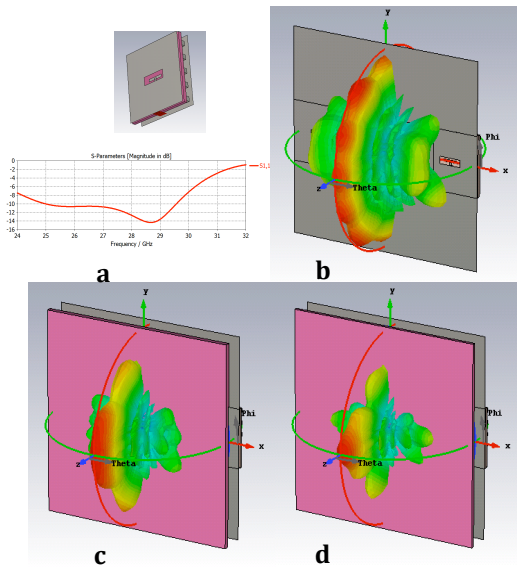 S-Parameters [Magnitude in dB]
0
-2
-4
-6
-8
-10
-12
-14
-16
S1,1
24 25 26 27 28 29 30 31 32
Frequency / GHz
a
y
Phi
x
z Theta
b
y
Phi
x
z Theta
c
y
Phi
x
z Theta
d